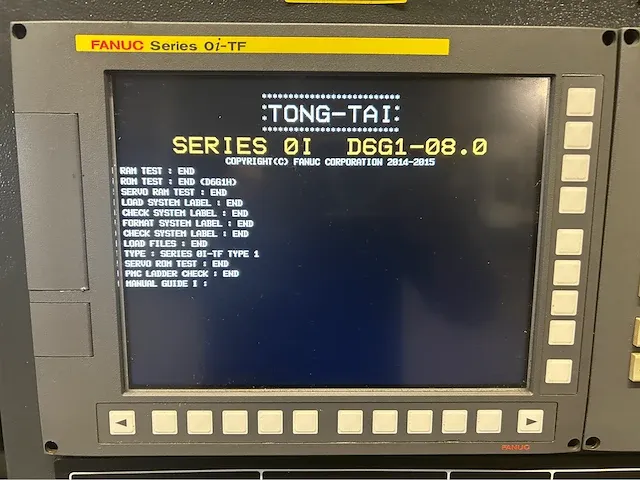 FANUC Series 0i-TF
:TONG-TAI:
SERIES 0I D6G1-08.0
COPYRIGHT(C) FANUC CORPORATION 2014-2015
RAM TEST : END
ROM TEST : END (D6G1H)
SERVO RAM TEST : END
LOAD SYSTEM LABEL : END
CHECK SYSTEM LABEL : END
FORMAT SYSTEM LABEL : END
CHECK SYSTEM LABEL : END
LOAD FILES : END
TYPE : SERIES 0I-TF TYPE 1
SERVO ROM TEST : END
PMC LADDER CHECK : END
MANUAL GUIDE I :
FANUC